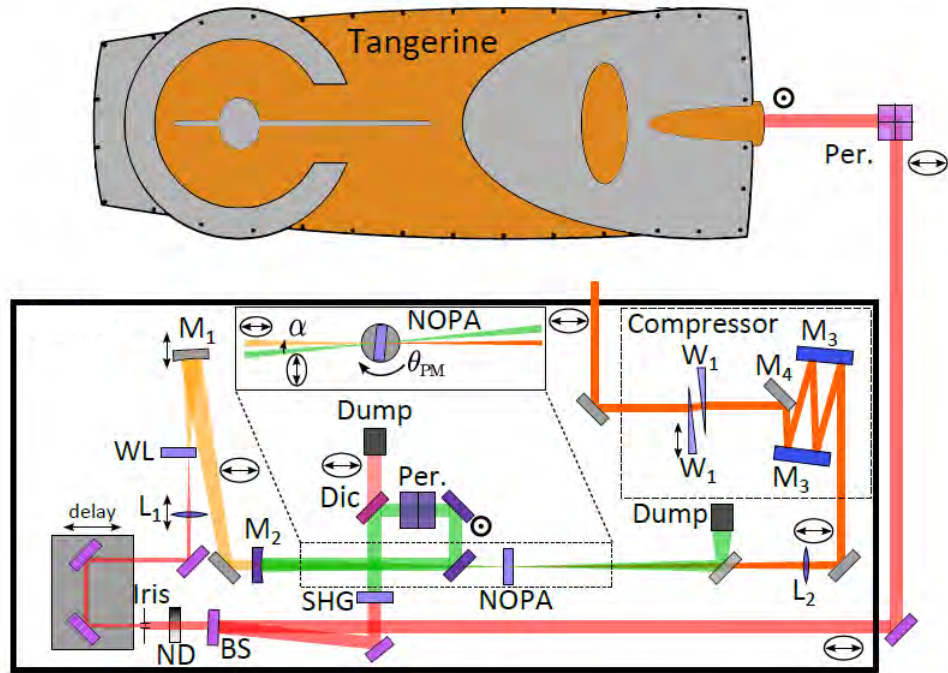 Tangerine
Per.
NOPA
α
θPM
Compressor
M1
M3
W1
M4
Dump
WL
Dic
Per.
W1
M3
L1
Dump
delay
M2
Iris
SHG
NOPA
L2
ND
BS